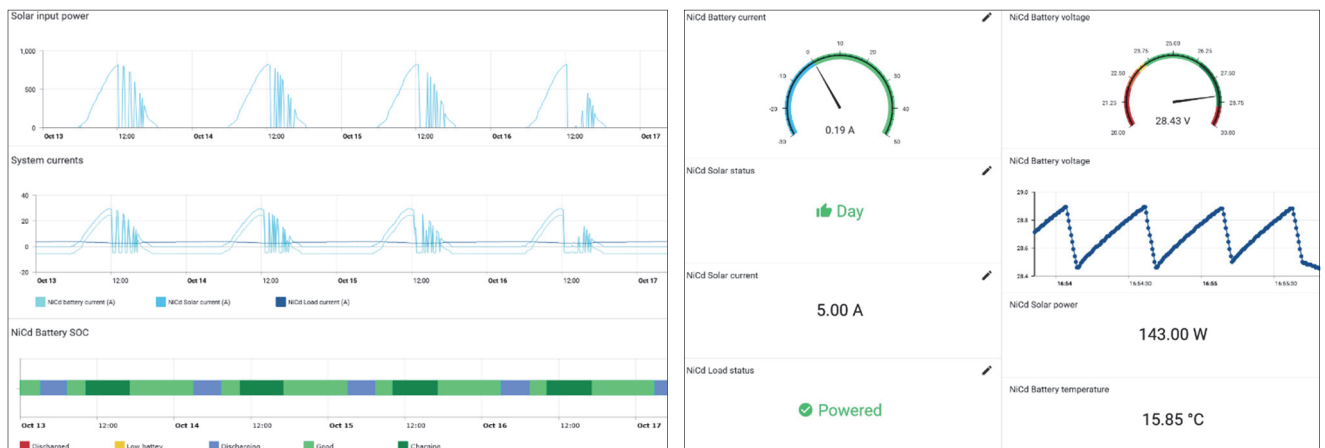 Solar input power
1,000
500
0
Oct 13 12:00 Oct 14 12:00 Oct 15 12:00 Oct 16 12:00 Oct 17
System currents
40
20
0
-20
Oct 13 12:00 Oct 14 12:00 Oct 15 12:00 Oct 16 12:00 Oct 17
NiCd battery current (A) NiCd Solar current (A) NiCd Load current (A)
NiCd Battery SOC
Oct 13 12:00 Oct 14 12:00 Oct 15 12:00 Oct 16 12:00 Oct 17
Discharged Low battey Discharging Good Charging
NiCd Battery current
-30 -20 -10 0 10 20 30 40 50
0.19 A
NiCd Solar status
Day
NiCd Solar current
5.00 A
NiCd Load status
Powered
NiCd Battery voltage
20.00 21.25 22.50 23.75 25.00 26.25 27.50 28.75 30.00
28.43 V
NiCd Battery voltage
29.0
28.8
28.6
28.4
16:54 16:54:30 16:55 16:55:30
NiCd Solar power
143.00 W
NiCd Battery temperature
15.85 °C